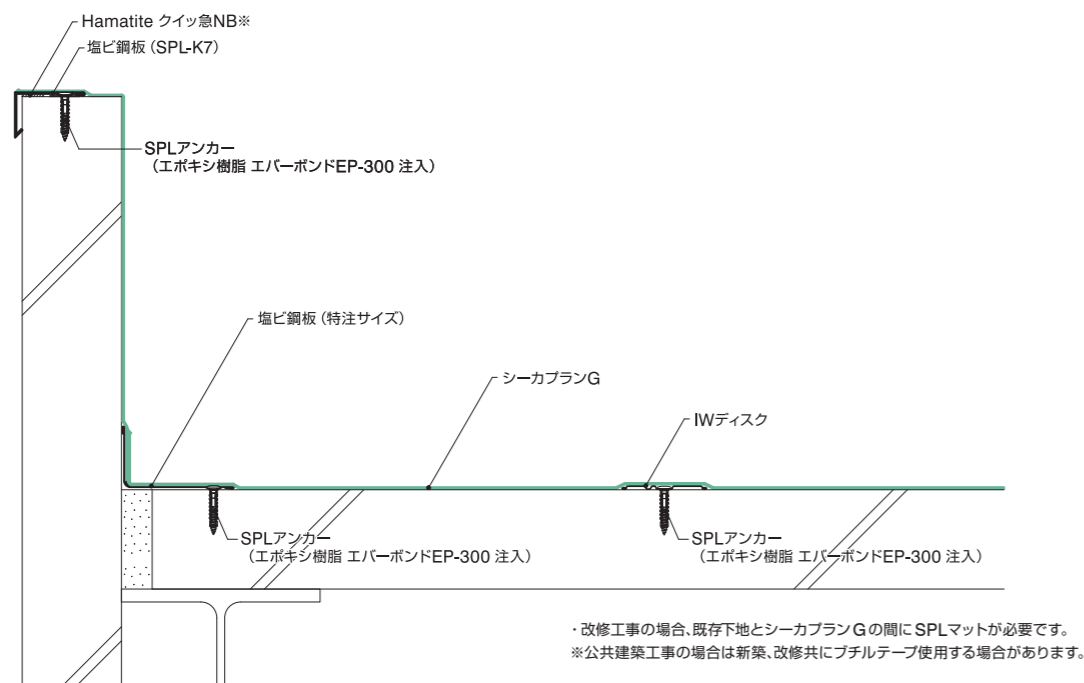 Hamatite クイッ急NB※
塩ビ鋼板（SPL-K7）
SPLアンカー
（エポキシ樹脂 エバーボンドEP-300 注入）
塩ビ鋼板（特注サイズ）
シーカプランG
IWディスク
SPLアンカー
（エポキシ樹脂 エバーボンドEP-300 注入）
SPLアンカー
（エポキシ樹脂 エバーボンドEP-300 注入）
・改修工事の場合、既存下地とシーカプランGの間にSPLマットが必要です。
※公共建築工事の場合は新築、改修共にブチルテープ使用する場合があります。